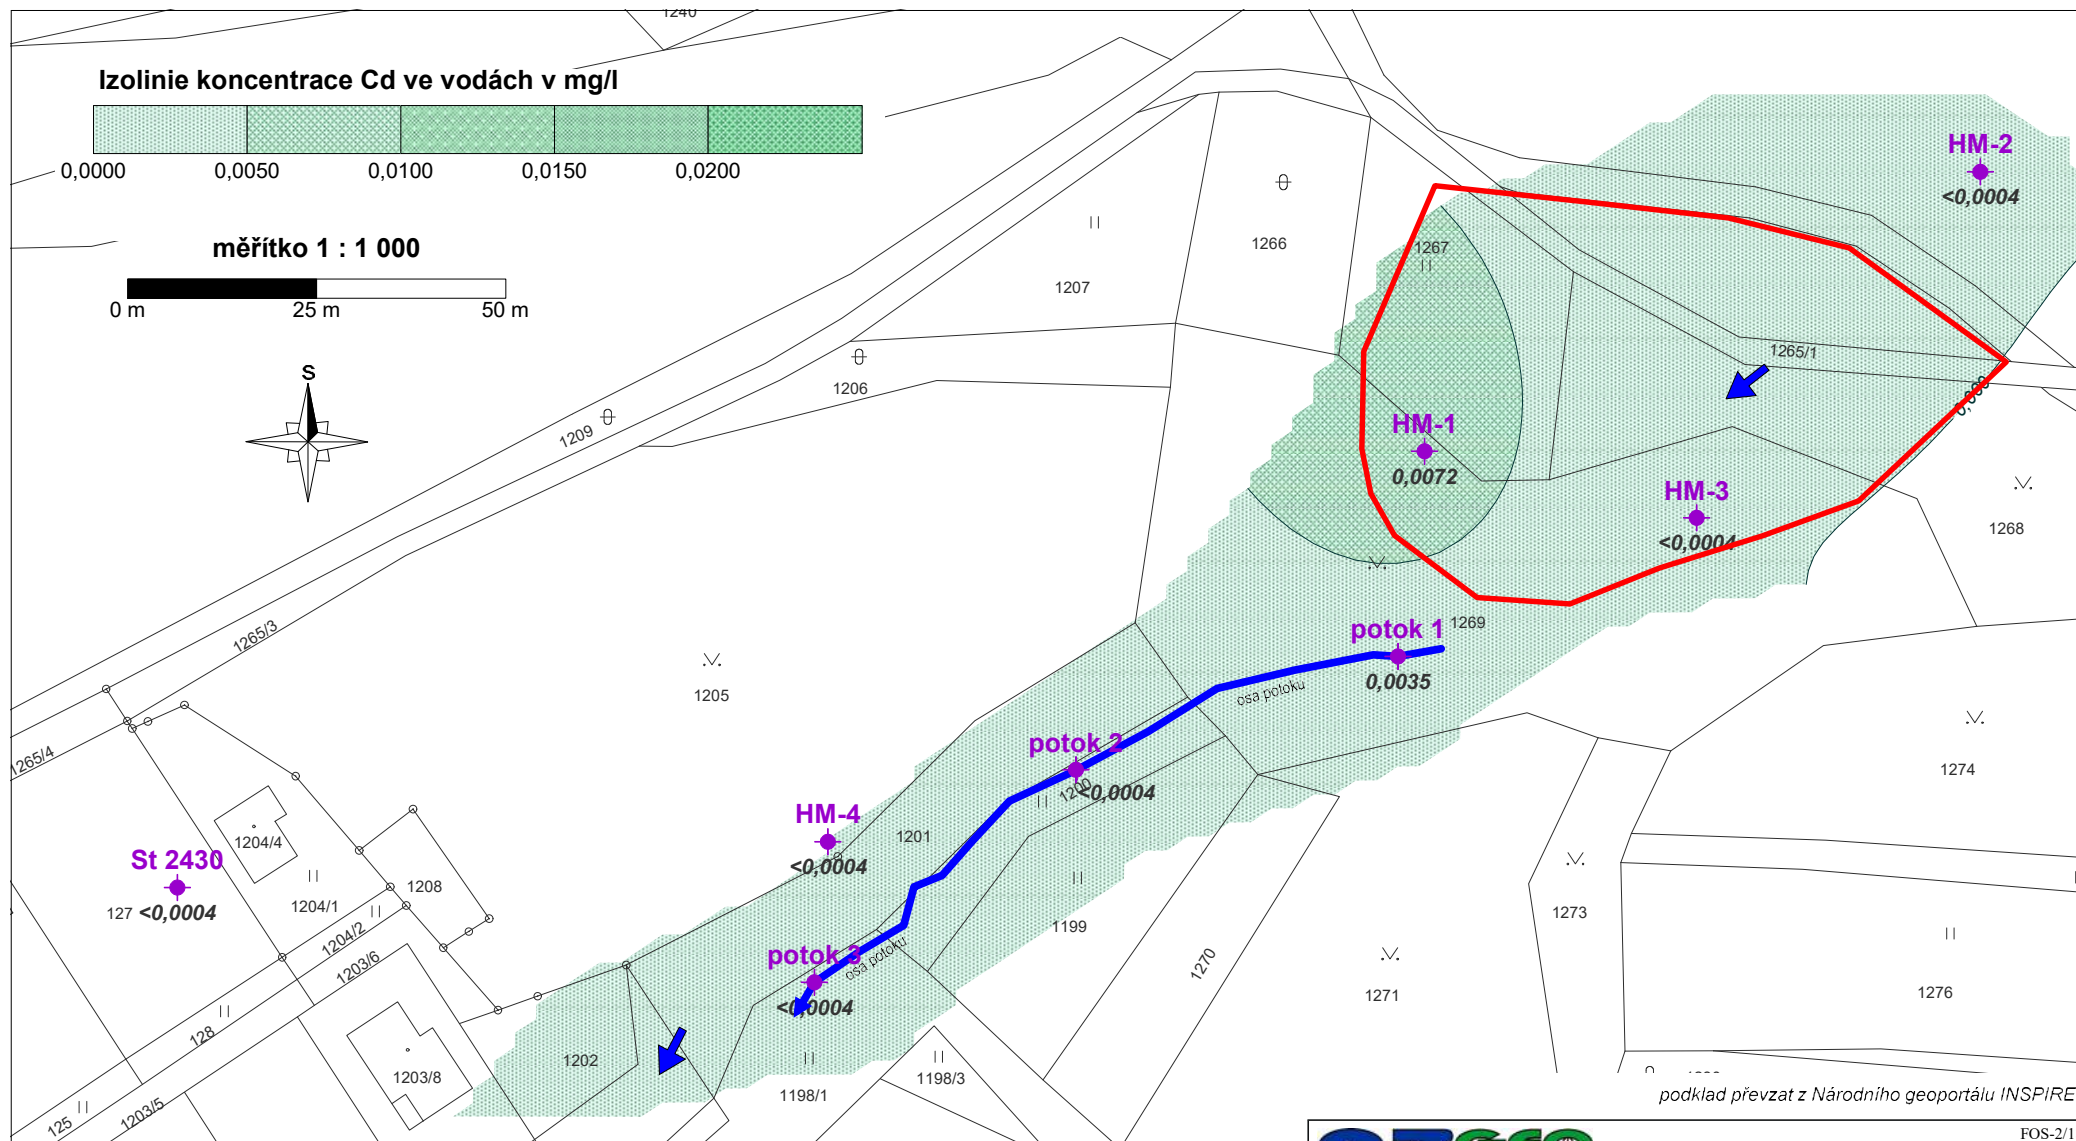 1240
Izolinie koncentrace Cd ve vodách v mg/l
0,0000 0,0050 0,0100 0,0150 0,0200
měřítko 1 : 1 000
0 m 25 m 50 m
S
HM-2
<0,0004
1267
1266
1207
1265/1
1206
HM-1
0,0072
1209
HM-3
<0,0004
1268
1265/3
potok 1
1269
0,0035
1205
osa potoku
potok 2
1200
<0,0004
1265/4
1274
HM-4
<0,0004
1201
1204/4
St 2430
127 <0,0004
1208
1204/1
1273
1199
1204/2
1203/6
potok 3
osa potoku
<0,0004
1270
1271
1276
128
1202
1203/8
1198/1
1198/3
125
1203/5
podklad převzat z Národního geoportálu INSPIRE
FOS-2/1